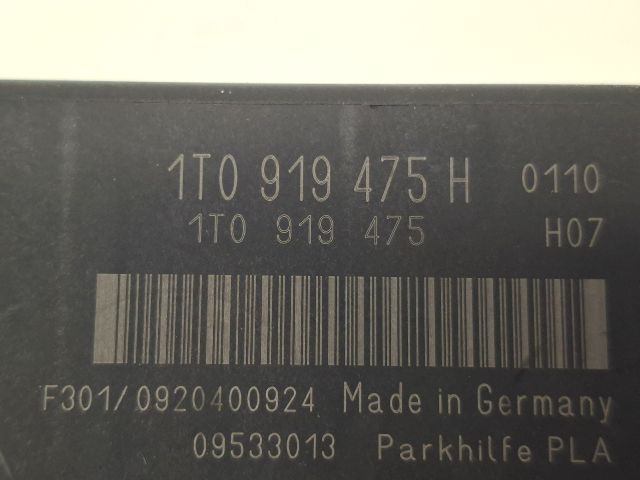 1T0 919 475 H 0110
1T0 919 475 H07
F301/0920400924 Made in Germany
09533013 Parkhilfe PLA